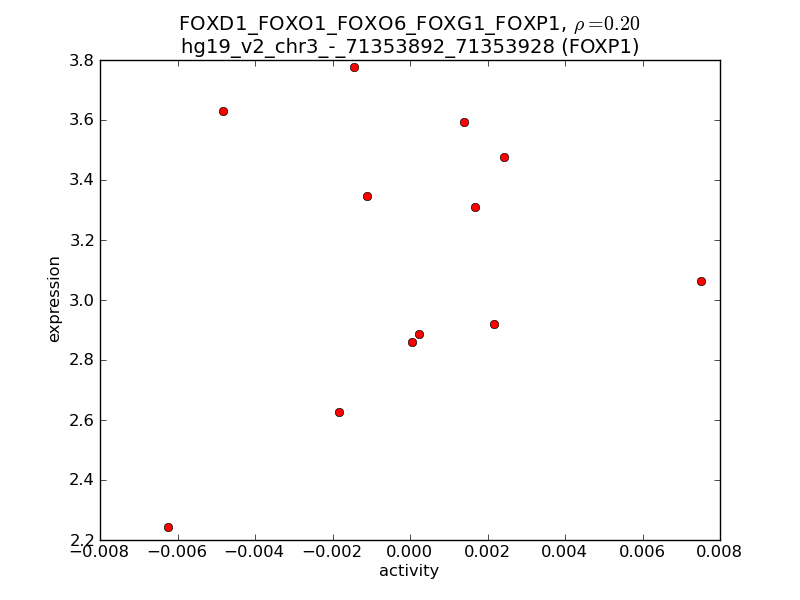 FOXD1_FOXO1_FOXO6_FOXG1_FOXP1, ρ=0.20
hg19_v2_chr3_-_71353892_71353928 (FOXP1)
3.8
3.6
3.4
3.2
3.0
2.8
2.6
2.4
2.2
expression
−0.008 −0.006 −0.004 −0.002 0.000 0.002 0.004 0.006 0.008
activity